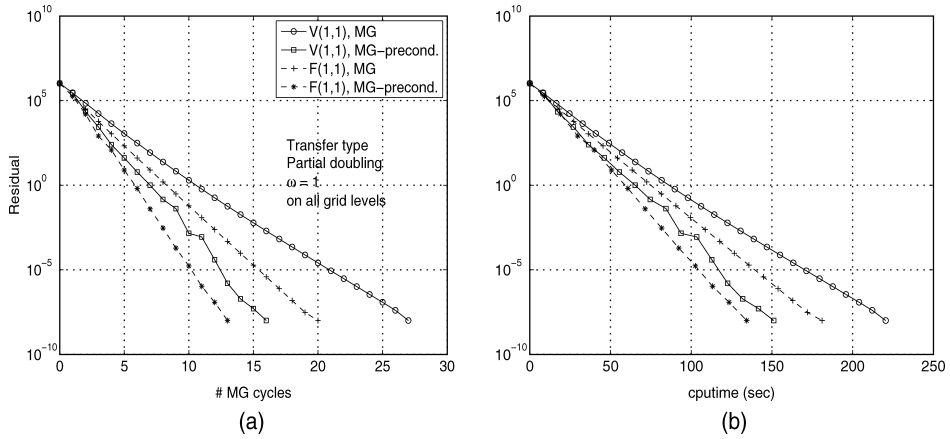 10^10
10^5
10^0
10^−5
10^−10
Residual
0
5
10
15
20
25
30
# MG cycles
V(1,1), MG
V(1,1), MG−precond.
F(1,1), MG
F(1,1), MG−precond.
Transfer type
Partial doubling
ω = 1
on all grid levels
(a)
10^10
10^5
10^0
10^−5
10^−10
0
50
100
150
200
250
cputime (sec)
(b)